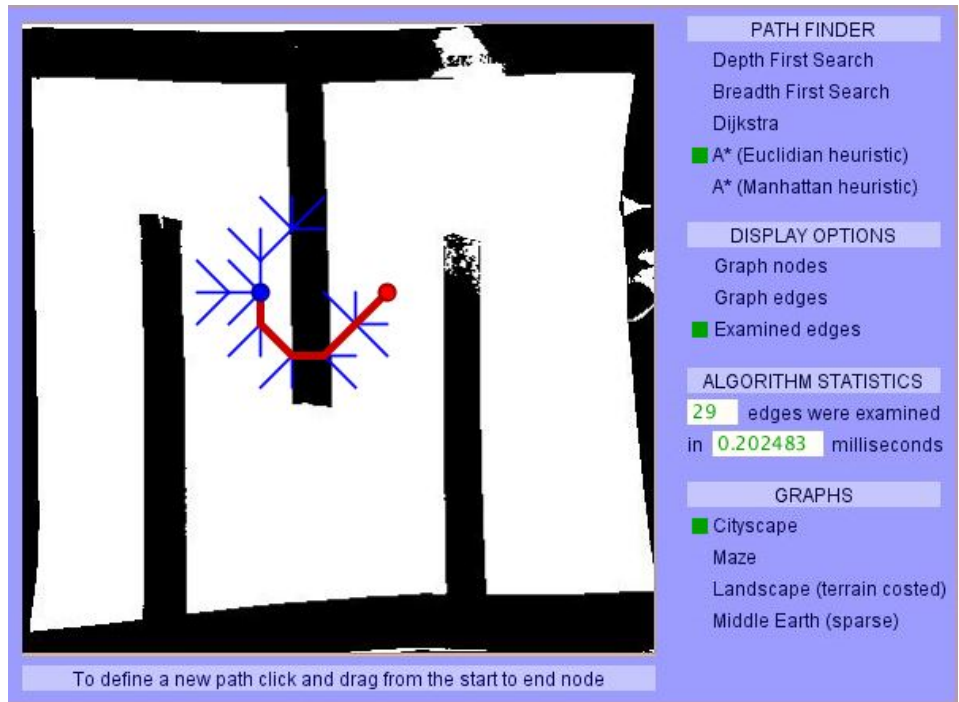 PATH FINDER
Depth First Search
Breadth First Search
Dijkstra
A* (Euclidian heuristic)
A* (Manhattan heuristic)
DISPLAY OPTIONS
Graph nodes
Graph edges
Examined edges
ALGORITHM STATISTICS
29 edges were examined
in 0.202483 milliseconds
GRAPHS
Cityscape
Maze
Landscape (terrain costed)
Middle Earth (sparse)
To define a new path click and drag from the start to end node